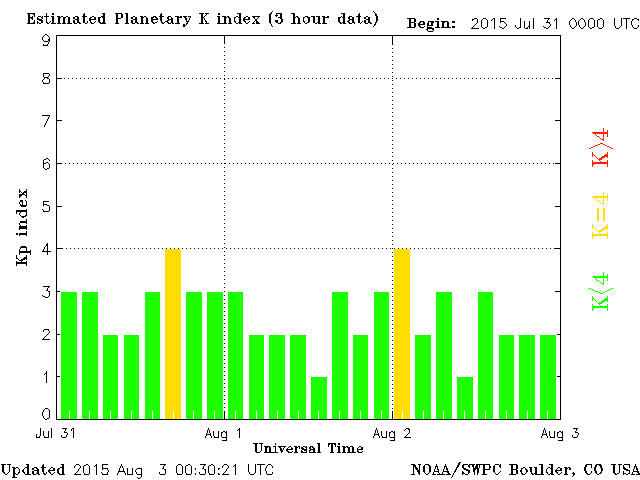 Estimated Planetary K index (3 hour data) Begin: 2015 Jul 31 0000 UTC
9
8
7
6
5
4
3
2
1
0
Kp index
K>4
K=4
K<4
Jul 31 Aug 1 Aug 2 Aug 3
Universal Time
Updated 2015 Aug 3 00:30:21 UTC NOAA/SWPC Boulder, CO USA